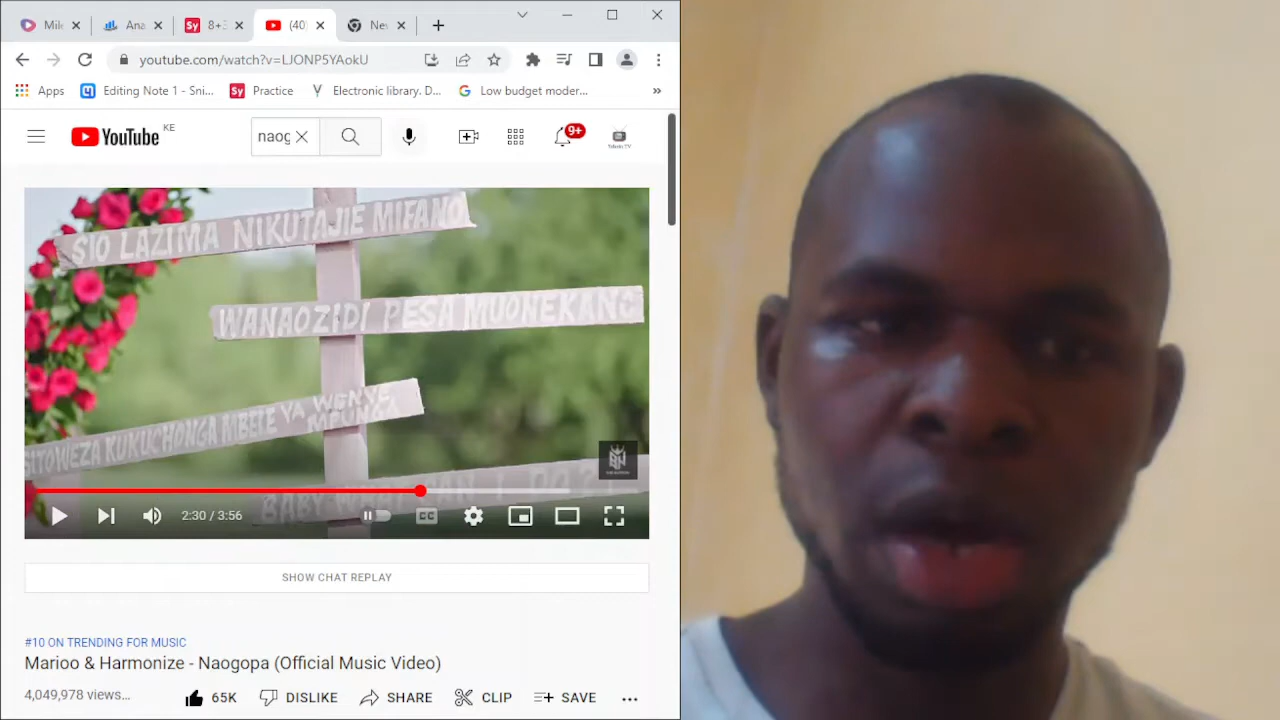 Mil
Ana
8+
(40)
Nev
youtube.com/watch?v=LJONP5YAokU
Apps
Editing Note 1 - Sni...
Sy Practice
Electronic library. D...
Low budget moder...
YouTube KE
naog
9+
SIO LAZIMA NIKUTAJIE MIFANO
WANAOZIDI PESA MUONEKANO
SITOWEZA KUKUCHONGA MBELE YA WENYE
2:30 / 3:56
CC
SHOW CHAT REPLAY
#10 ON TRENDING FOR MUSIC
Marioo & Harmonize - Naogopa (Official Music Video)
4,049,978 views...
65K
DISLIKE
SHARE
CLIP
SAVE